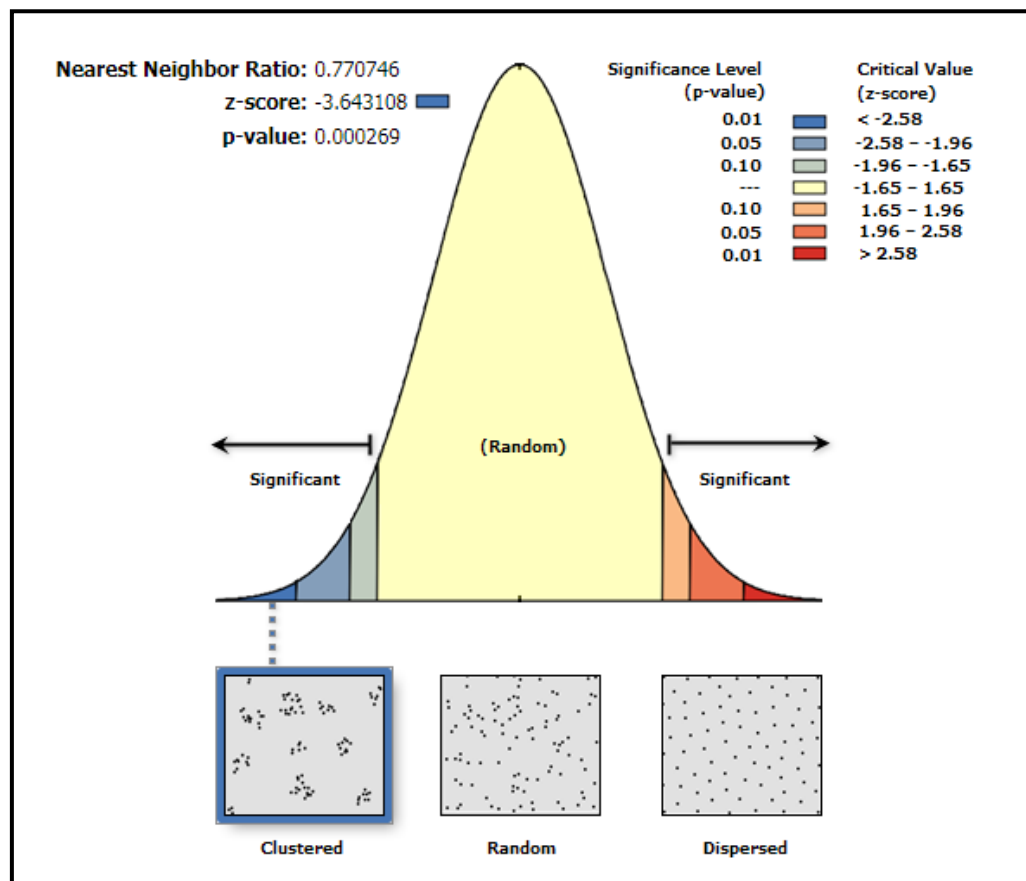 Nearest Neighbor Ratio: 0.770746
z-score: -3.643108
p-value: 0.000269
Significance Level
(p-value)
Critical Value
(z-score)
0.01 < -2.58
0.05 -2.58 – -1.96
0.10 -1.96 – -1.65
--- -1.65 – 1.65
0.10 1.65 – 1.96
0.05 1.96 – 2.58
0.01 > 2.58
(Random)
Significant
Significant
Clustered
Random
Dispersed